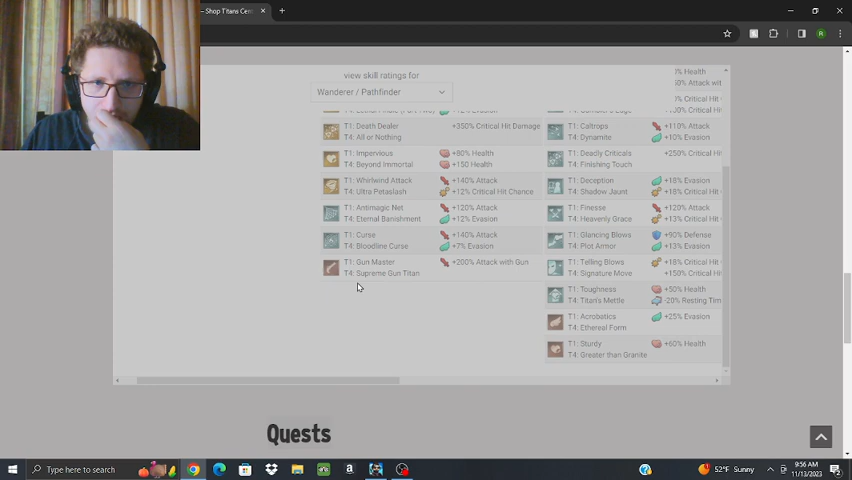 – Shop Titans Cen
R
view skill ratings for
Wanderer / Pathfinder
% Health
% Attack wit
% Critical Hit
T1: Death Dealer +350% Critical Hit Damage
T4: All or Nothing
T1: Impervious +80% Health
T4: Beyond Immortal +150 Health
T1: Whirlwind Attack +140% Attack
T4: Ultra Petaslash +12% Critical Hit Chance
T1: Antimagic Net +120% Attack
T4: Eternal Banishment +12% Evasion
T1: Curse +140% Attack
T4: Bloodline Curse +7% Evasion
T1: Gun Master +200% Attack with Gun
T4: Supreme Gun Titan
T1: Caltrops +110% Attack
T4: Dynamite +10% Evasion
T1: Deadly Criticals +250% Critical Hit
T4: Finishing Touch
T1: Deception +18% Evasion
T4: Shadow Jaunt +18% Critical Hit
T1: Finesse +120% Attack
T4: Heavenly Grace +13% Critical Hit
T1: Glancing Blows +90% Defense
T4: Plot Armor +13% Evasion
T1: Telling Blows +18% Critical Hit
T4: Signature Move +150% Critical Hit
T1: Toughness +50% Health
T4: Titan's Mettle -20% Resting Tim
T1: Acrobatics +25% Evasion
T4: Ethereal Form
T1: Sturdy +60% Health
T4: Greater than Granite
Quests
Type here to search
52°F Sunny
9:56 AM
11/13/2023